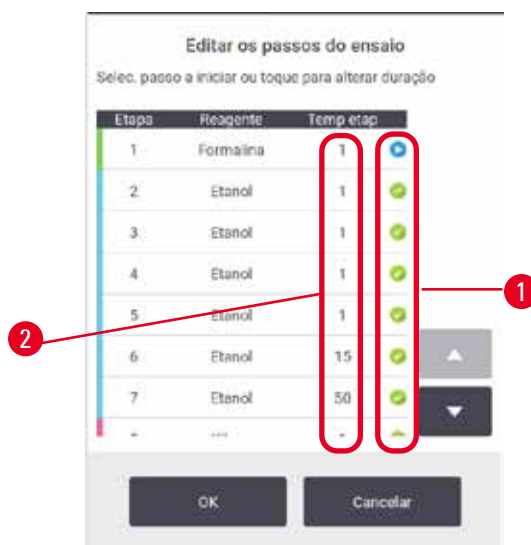 Editar os passos do ensaio
Selec. passo a iniciar ou toque para alterar duração
Etapa Reagente Temp etap
1 Formalina 1
2 Etanol 1
3 Etanol 1
4 Etanol 1
5 Etanol 1
6 Etanol 15
7 Etanol 50
OK Cancelar
1
2